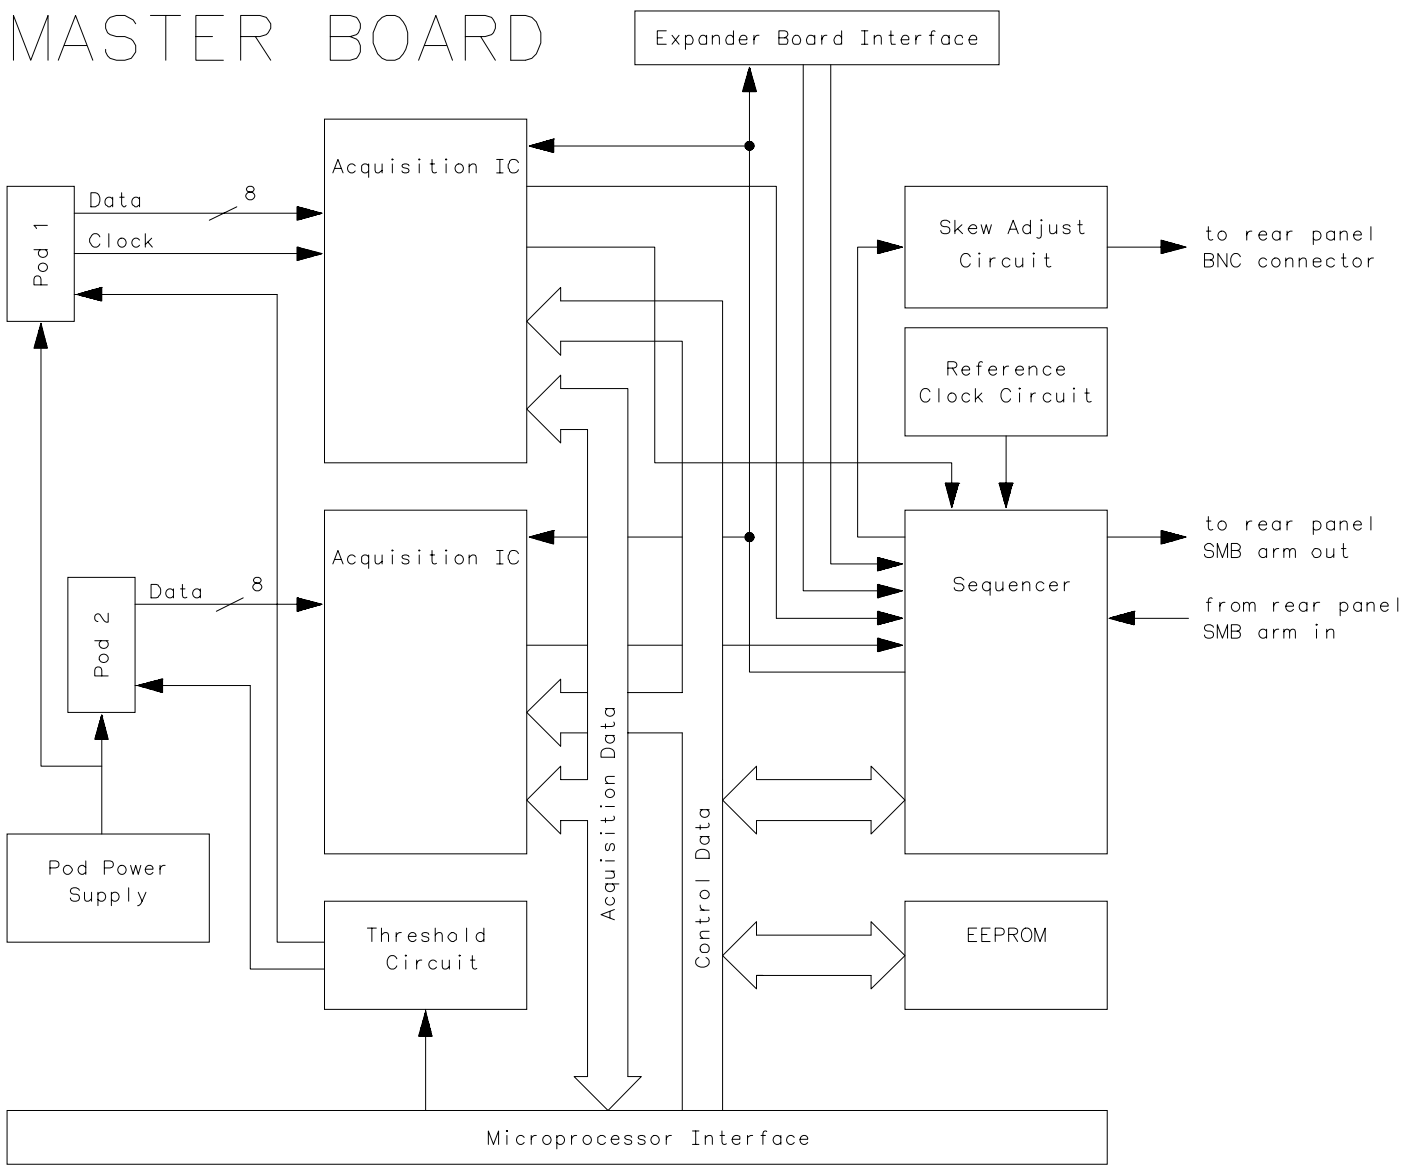 MASTER BOARD
Expander Board Interface
Acquisition IC
Data
8
Clock
Pod 1
Skew Adjust
Circuit
to rear panel
BNC connector
Reference
Clock Circuit
Acquisition IC
Data
8
Pod 2
Sequencer
to rear panel
SMB arm out
from rear panel
SMB arm in
Acquisition Data
Control Data
Pod Power
Supply
Threshold
Circuit
EEPROM
Microprocessor Interface